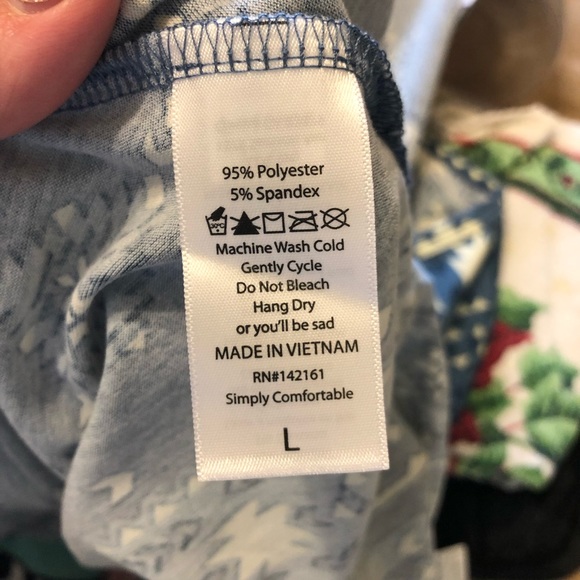 95% Polyester
5% Spandex
Machine Wash Cold
Gently Cycle
Do Not Bleach
Hang Dry
or you'll be sad
MADE IN VIETNAM
RN#142161
Simply Comfortable
L